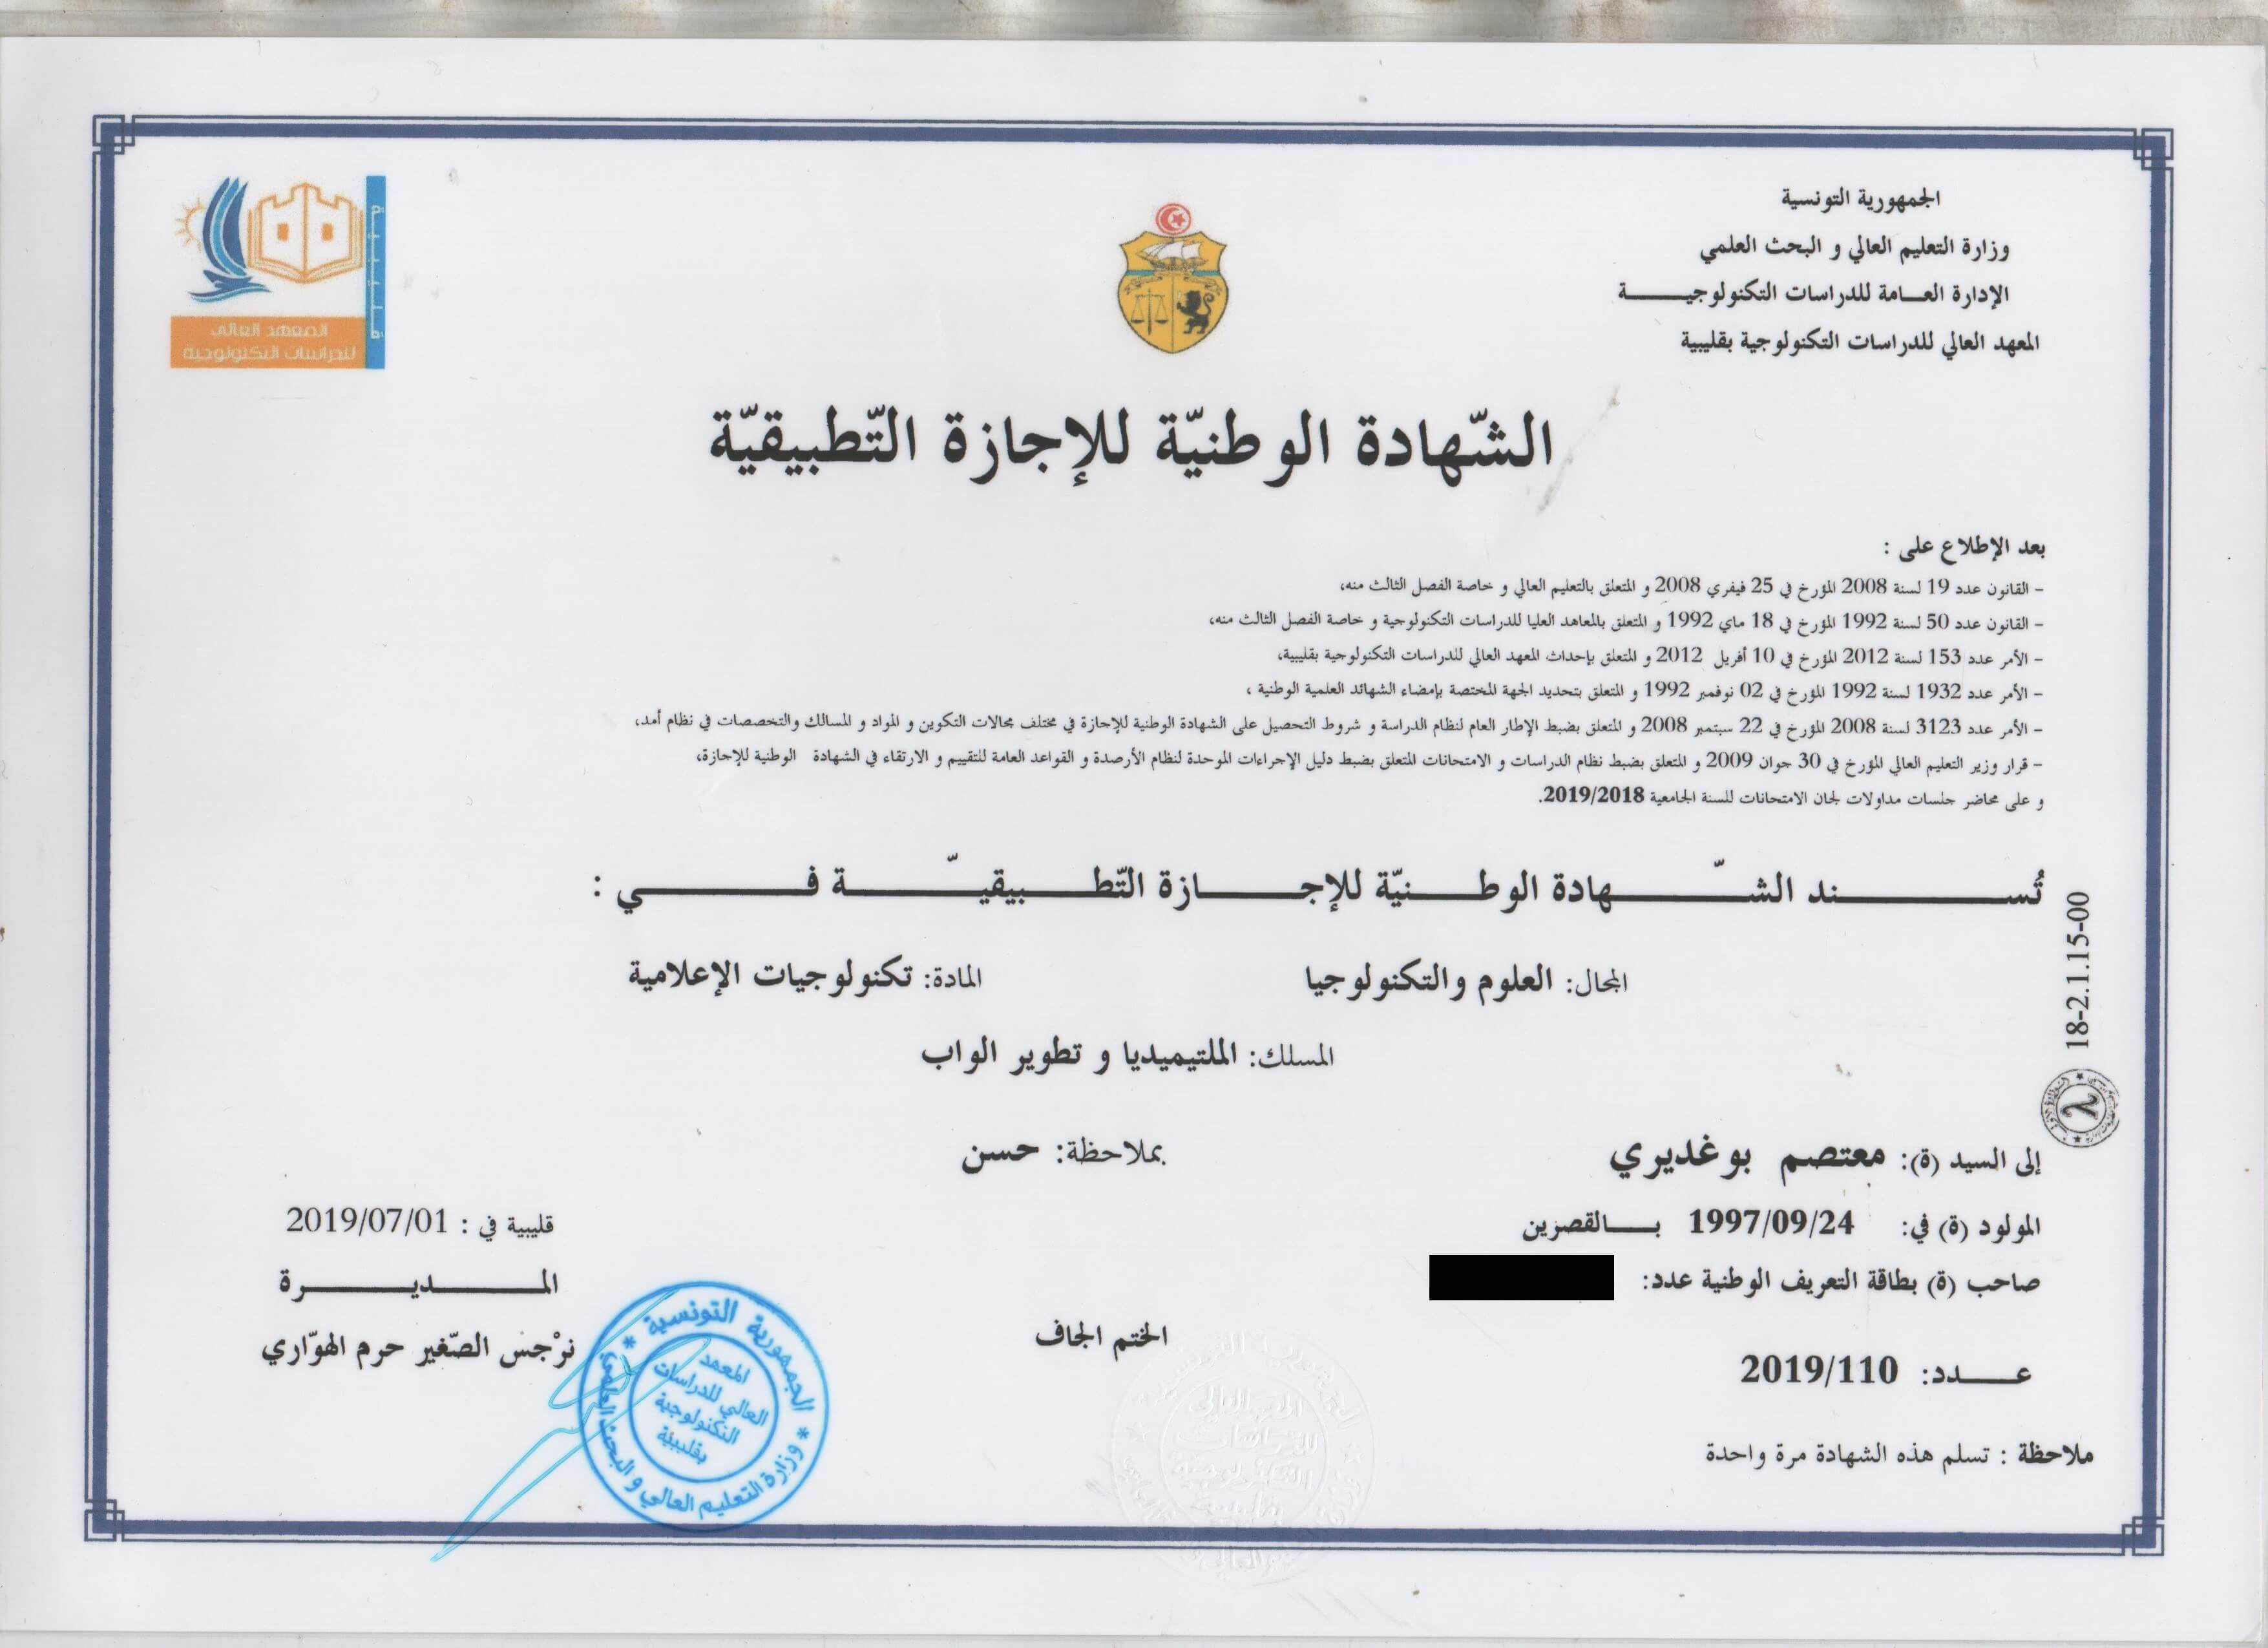 الجمهورية التونسية
وزارة التعليم العالي و البحث العلمي
الإدارة العـامة للدراسات التكنولوجيـة
المعهد العالي للدراسات التكنولوجية بقليبية
قليبية
المعهد العالي
للدراسات التكنولوجية
الشّهادة الوطنيّة للإجازة التّطبيقيّة
بعد الإطلاع على :
- القانون عدد 19 لسنة 2008 المؤرخ في 25 فيفري 2008 و المتعلق بالتعليم العالي و خاصة الفصل الثالث منه،
- القانون عدد 50 لسنة 1992 المؤرخ في 18 ماي 1992 و المتعلق بالمعاهد العليا للدراسات التكنولوجية و خاصة الفصل الثالث منه،
- الأمر عدد 153 لسنة 2012 المؤرخ في 10 أفريل 2012 و المتعلق بإحداث المعهد العالي للدراسات التكنولوجية بقليبية،
- الأمر عدد 1932 لسنة 1992 المؤرخ في 02 نوفمبر 1992 و المتعلق بتحديد الجهة المختصة بإمضاء الشهائد العلمية الوطنية ،
- الأمر عدد 3123 لسنة 2008 المؤرخ في 22 سبتمبر 2008 و المتعلق بضبط الإطار العام لنظام الدراسة و شروط التحصيل على الشهادة الوطنية للإجازة في مختلف مجالات التكوين و المواد و المسالك والتخصصات في نظام أمد،
- قرار وزير التعليم العالي المؤرخ في 30 جوان 2009 و المتعلق بضبط نظام الدراسات و الامتحانات المتعلق بضبط دليل الإجراءات الموحدة لنظام الأرصدة و القواعد العامة للتقييم و الارتقاء في الشهادة الوطنية للإجازة،
و على محاضر جلسات مداولات لجان الامتحانات للسنة الجامعية 2019/2018.
تُسـند الشّـهادة الوطـنيّة للإجـازة التّطـبيقيّـة فـي :
المجال: العلوم والتكنولوجيا المادة: تكنولوجيات الإعلامية
المسلك: الملتيميديا و تطوير الواب
18-2.1.15-00
إلى السيد (ة): معتصم بوغديري بملاحظة: حسن
المولود (ة) في: 1997/09/24 بـالقصرين قليبية في : 2019/07/01
صاحب (ة) بطاقة التعريف الوطنية عدد: المـديـرة
الختم الجاف نرْجس الصّغير حرم الهوّاري
عـدد: 2019/110
ملاحظة : تسلم هذه الشهادة مرة واحدة
الجمهورية التونسية * وزارة التعليم العالي و البحث العلمي *
المعهد
العالي للدراسات
التكنولوجية
بقليبية